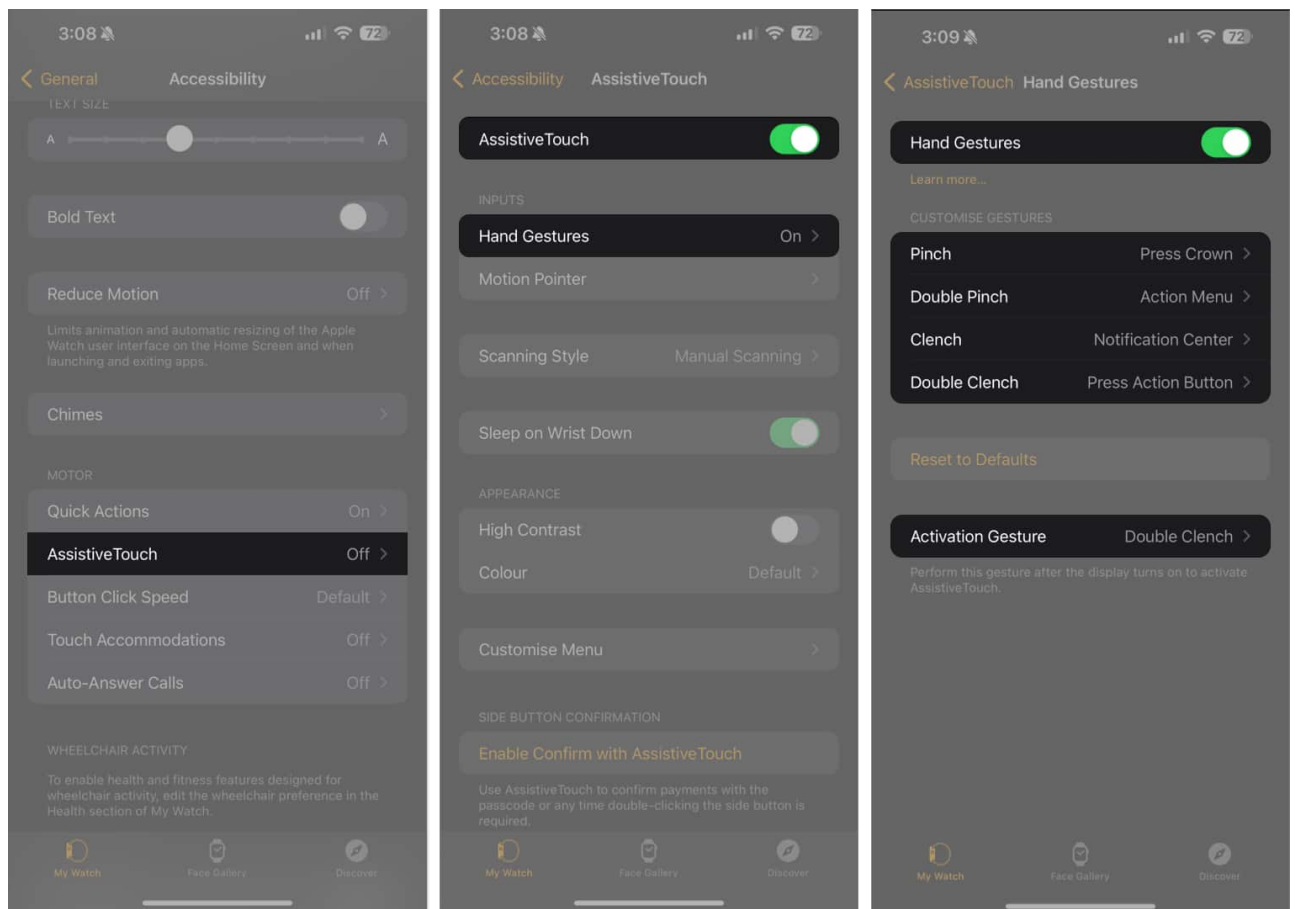 3:08
72
General
Accessibility
TEXT SIZE
A
A
Bold Text
Reduce Motion
Off
Limits animation and automatic resizing of the Apple
Watch user interface on the Home Screen and when
launching and exiting apps.
Chimes
MOTOR
Quick Actions
On
AssistiveTouch
Off
Button Click Speed
Default
Touch Accommodations
Off
Auto-Answer Calls
Off
WHEELCHAIR ACTIVITY
To enable health and fitness features designed for
wheelchair activity, edit the wheelchair preference in the
Health section of My Watch.
My Watch
Face Gallery
Discover
3:08
72
Accessibility
AssistiveTouch
AssistiveTouch
INPUTS
Hand Gestures
On
Motion Pointer
Scanning Style
Manual Scanning
Sleep on Wrist Down
APPEARANCE
High Contrast
Colour
Default
Customise Menu
SIDE BUTTON CONFIRMATION
Enable Confirm with AssistiveTouch
Use AssistiveTouch to confirm payments with the
passcode or any time double-clicking the side button is
required.
My Watch
Face Gallery
Discover
3:09
72
AssistiveTouch
Hand Gestures
Hand Gestures
Learn more...
CUSTOMISE GESTURES
Pinch
Press Crown
Double Pinch
Action Menu
Clench
Notification Center
Double Clench
Press Action Button
Reset to Defaults
Activation Gesture
Double Clench
Perform this gesture after the display turns on to activate
AssistiveTouch.
My Watch
Face Gallery
Discover